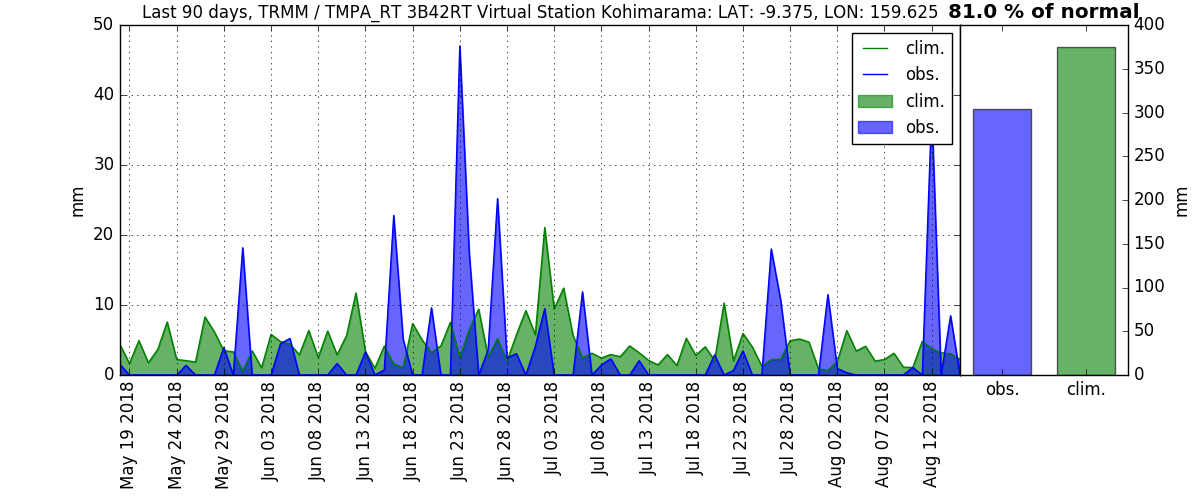 Last 90 days, TRMM / TMPA_RT 3B42RT Virtual Station Kohimarama: LAT: -9.375, LON: 159.625 81.0 % of normal
50
40
30
20
10
0
mm
clim.
obs.
clim.
obs.
400
350
300
250
200
150
100
50
0
mm
obs. clim.
May 19 2018
May 24 2018
May 29 2018
Jun 03 2018
Jun 08 2018
Jun 13 2018
Jun 18 2018
Jun 23 2018
Jun 28 2018
Jul 03 2018
Jul 08 2018
Jul 13 2018
Jul 18 2018
Jul 23 2018
Jul 28 2018
Aug 02 2018
Aug 07 2018
Aug 12 2018